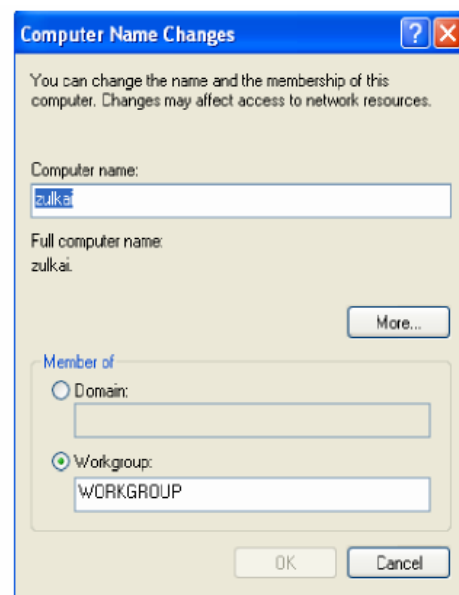 Computer Name Changes
You can change the name and the membership of this
computer. Changes may affect access to network resources.
Computer name:
zulkai
Full computer name:
zulkai.
More...
Member of
Domain:
Workgroup:
WORKGROUP
OK
Cancel